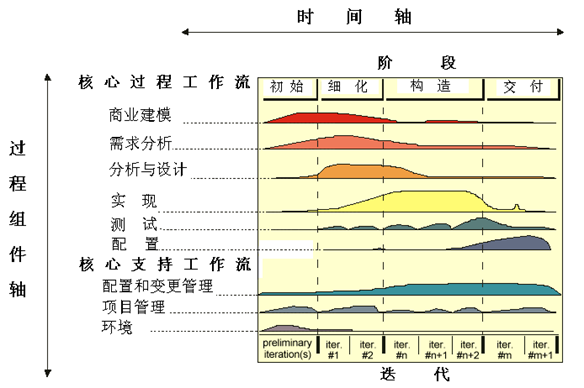 时 间 轴
阶 段
核 心 过 程 工 作 流
初 始 细 化 构 造 交 付
商业建模
需求分析
分析与设计
实 现
测 试
配 置
核 心 支 持 工 作 流
配置和变更管理
项目管理
环境
过 程 组 件 轴
preliminary iteration(s) iter. #1 iter. #2 iter. #n iter. #n+1 iter. #n+2 iter. #m iter. #m+1
迭 代